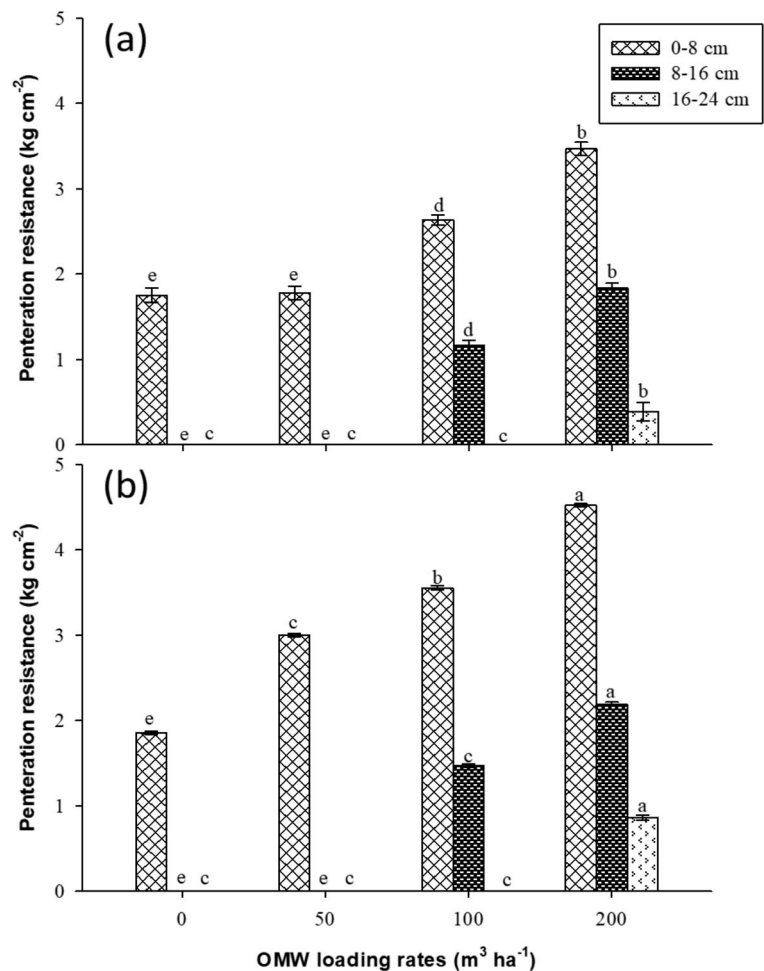 (a)
0-8 cm
8-16 cm
16-24 cm
Penteration resistance (kg cm⁻²)
5
4
3
2
1
0
e
e c
e
e c
d
d
c
b
b
b
(b)
Penteration resistance (kg cm⁻²)
5
4
3
2
1
0
e
e c
c
e c
b
c
c
a
a
a
0 50 100 200
OMW loading rates (m³ ha⁻¹)